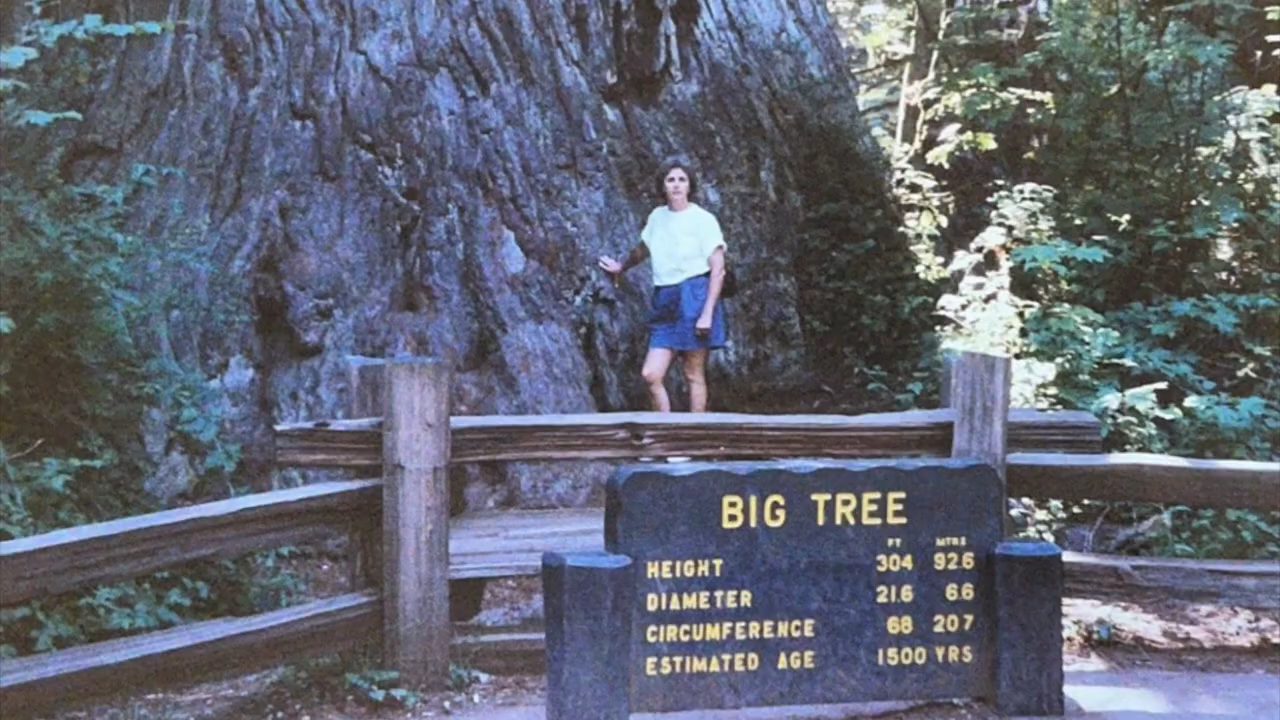 BIG TREE
FT MTRS
HEIGHT 304 92.6
DIAMETER 21.6 6.6
CIRCUMFERENCE 68 20.7
ESTIMATED AGE 1500 YRS